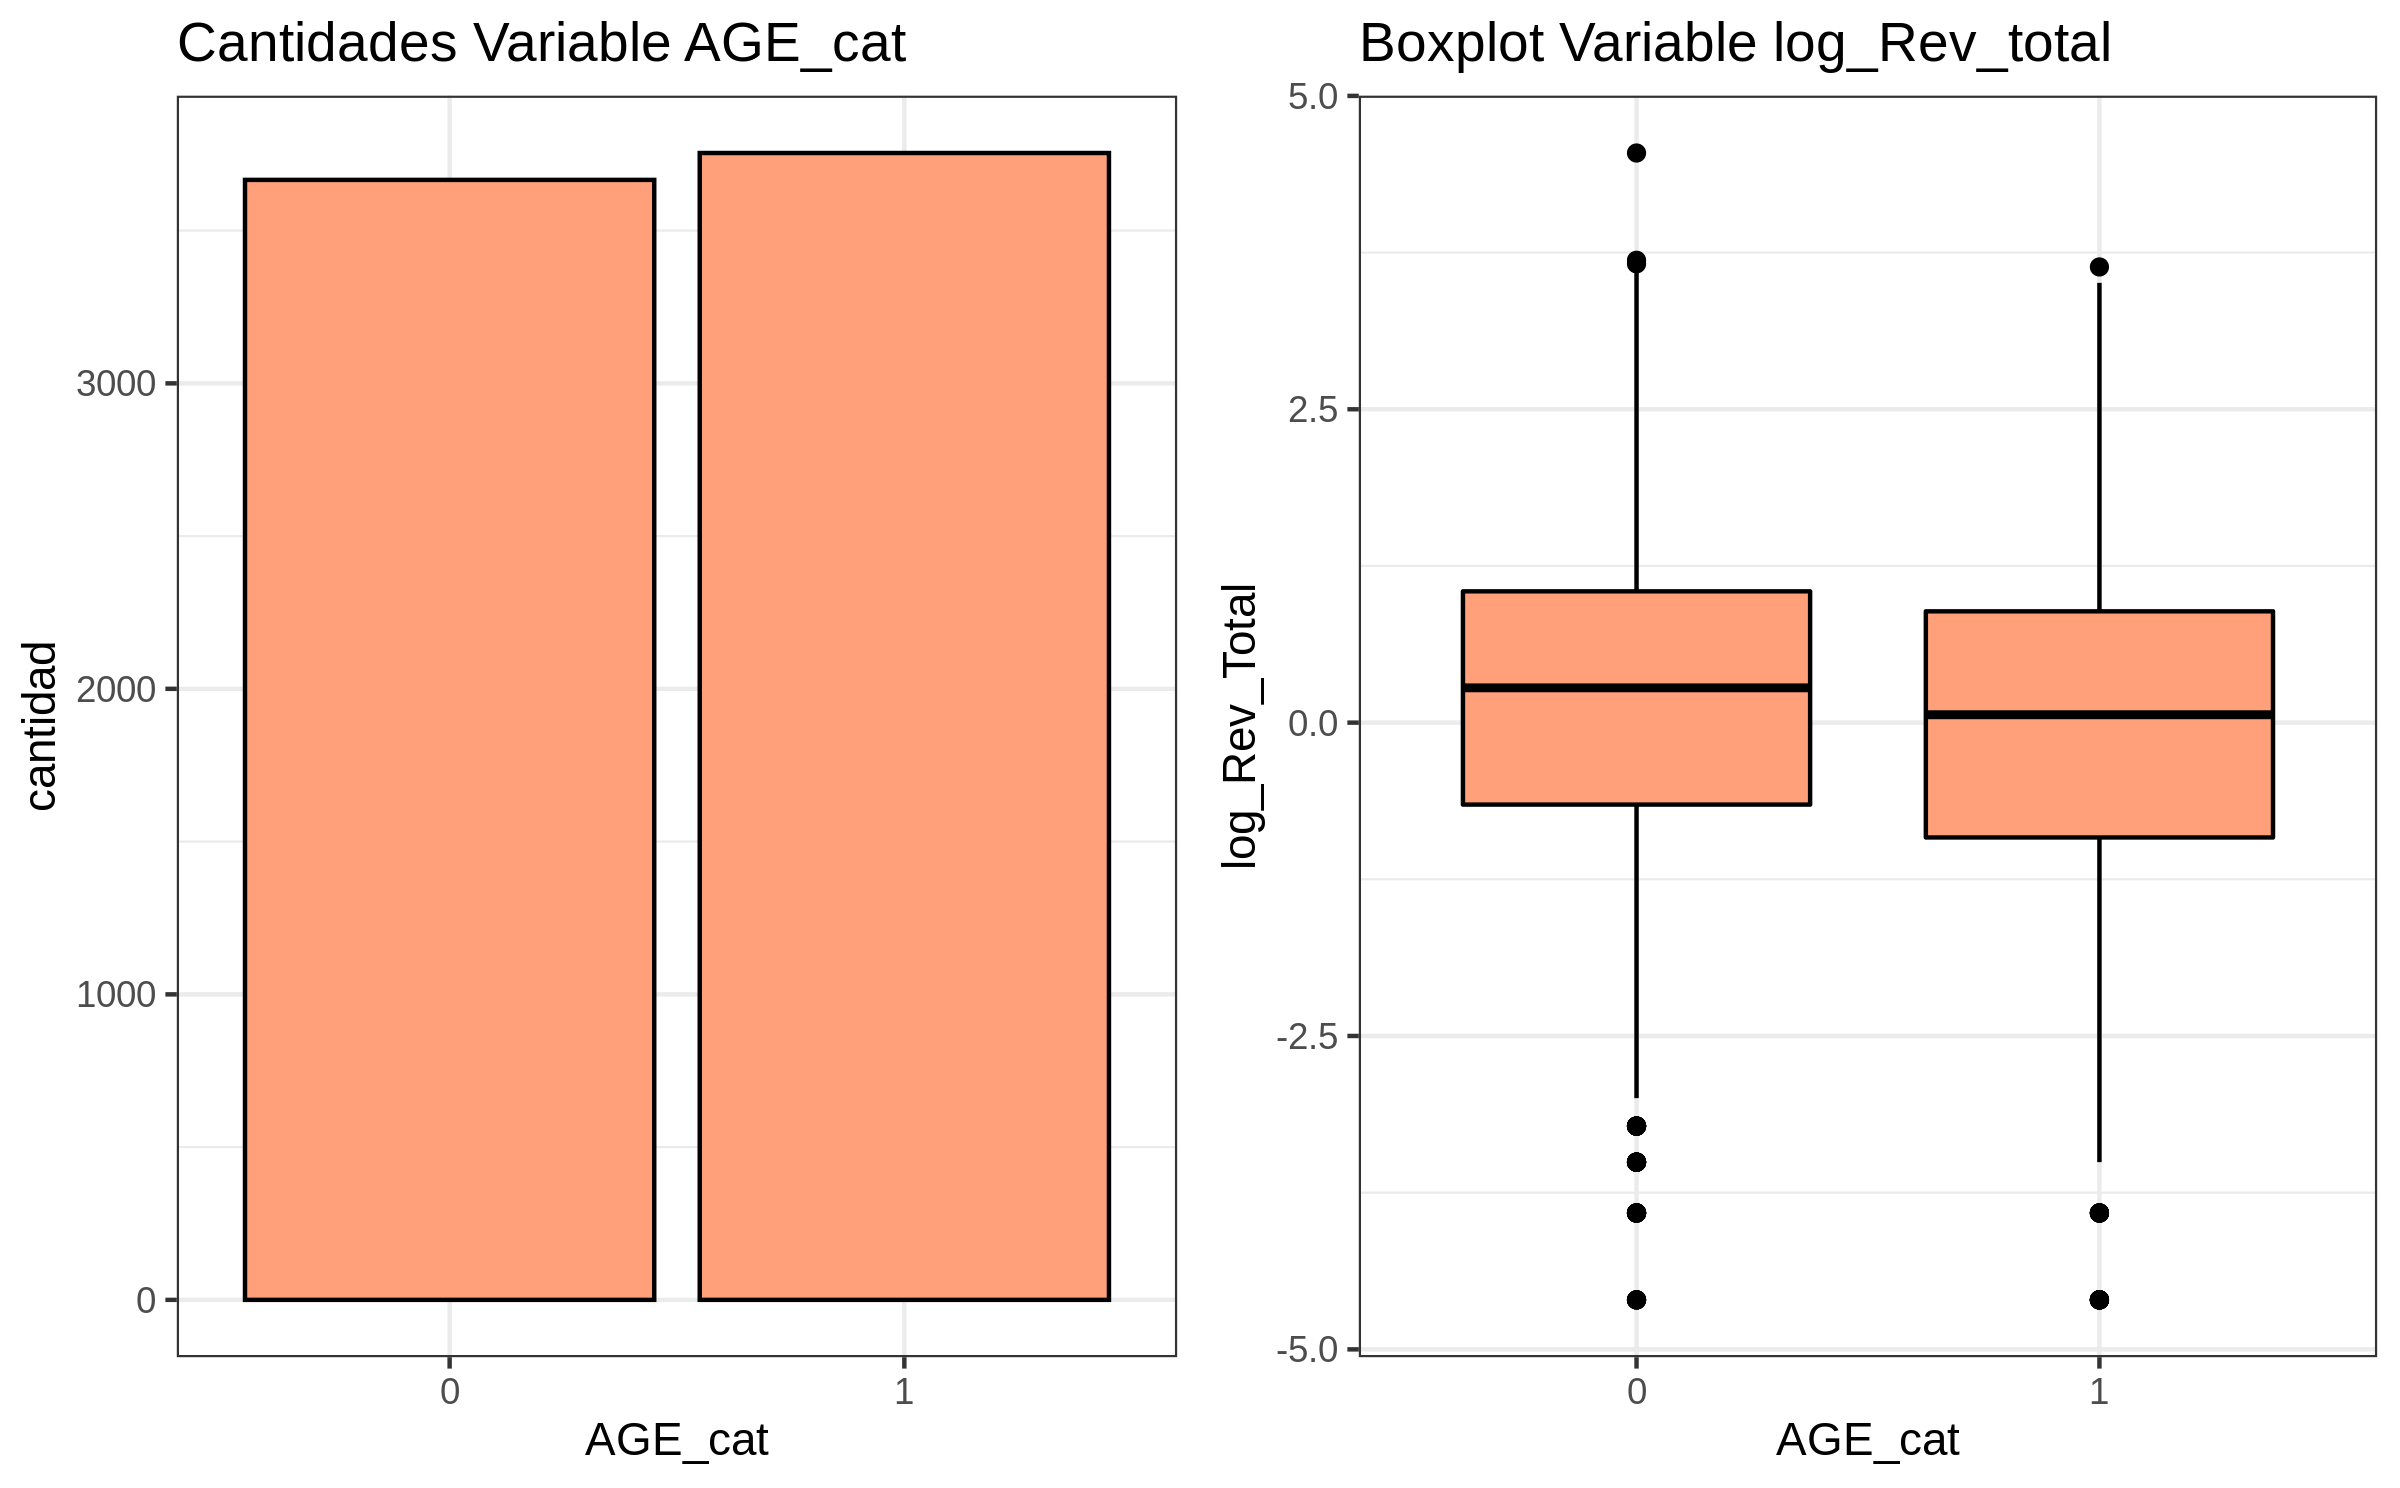 Cantidades Variable AGE_cat
cantidad
3000
2000
1000
0
0 1
AGE_cat
Boxplot Variable log_Rev_total
log_Rev_Total
5.0
2.5
0.0
-2.5
-5.0
0 1
AGE_cat